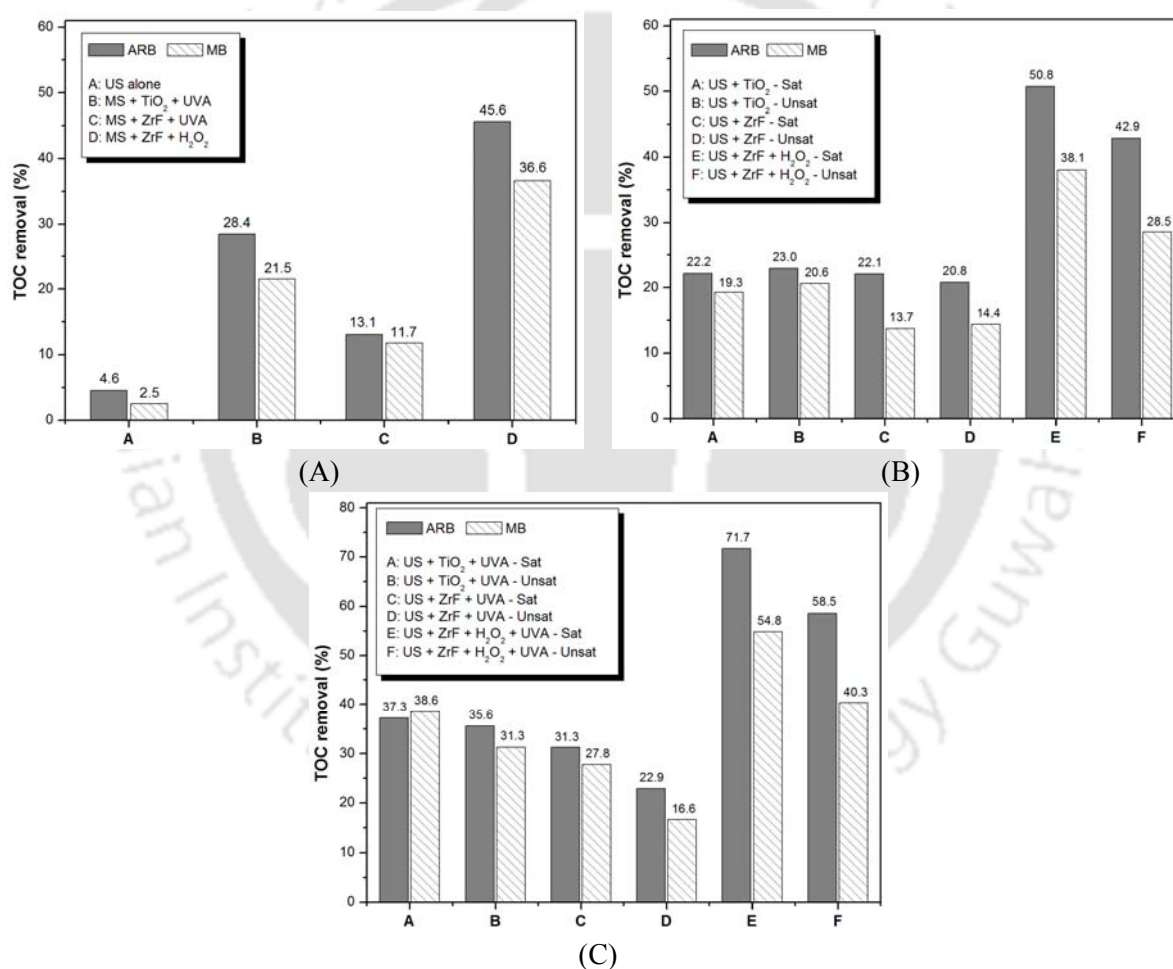 60
50
40
30
20
10
0
TOC removal (%)
ARB MB
A: US alone
B: MS + TiO₂ + UVA
C: MS + ZrF + UVA
D: MS + ZrF + H₂O₂
4.6 2.5
28.4 21.5
13.1 11.7
45.6 36.6
A B C D
(A)
60
50
40
30
20
10
0
TOC removal (%)
ARB MB
A: US + TiO₂ - Sat
B: US + TiO₂ - Unsat
C: US + ZrF - Sat
D: US + ZrF - Unsat
E: US + ZrF + H₂O₂ - Sat
F: US + ZrF + H₂O₂ - Unsat
22.2 19.3
23.0 20.6
22.1 13.7
20.8 14.4
50.8 38.1
42.9 28.5
A B C D E F
(B)
80
70
60
50
40
30
20
10
0
TOC removal (%)
ARB MB
A: US + TiO₂ + UVA - Sat
B: US + TiO₂ + UVA - Unsat
C: US + ZrF + UVA - Sat
D: US + ZrF + UVA - Unsat
E: US + ZrF + H₂O₂ + UVA - Sat
F: US + ZrF + H₂O₂ + UVA - Unsat
37.3 38.6
35.6 31.3
31.3 27.8
22.9 16.6
71.7 54.8
58.5 40.3
A B C D E F
(C)